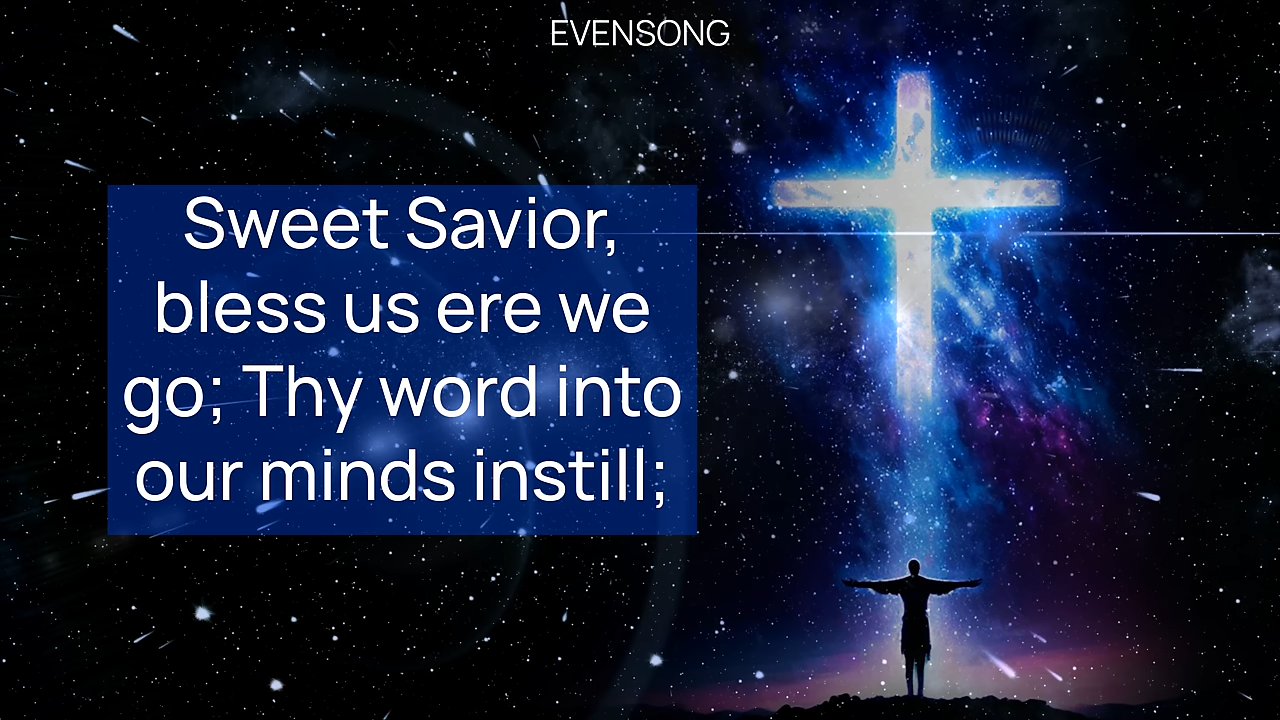 EVENSONG
Sweet Savior,
bless us ere we
go; Thy word into
our minds instill;